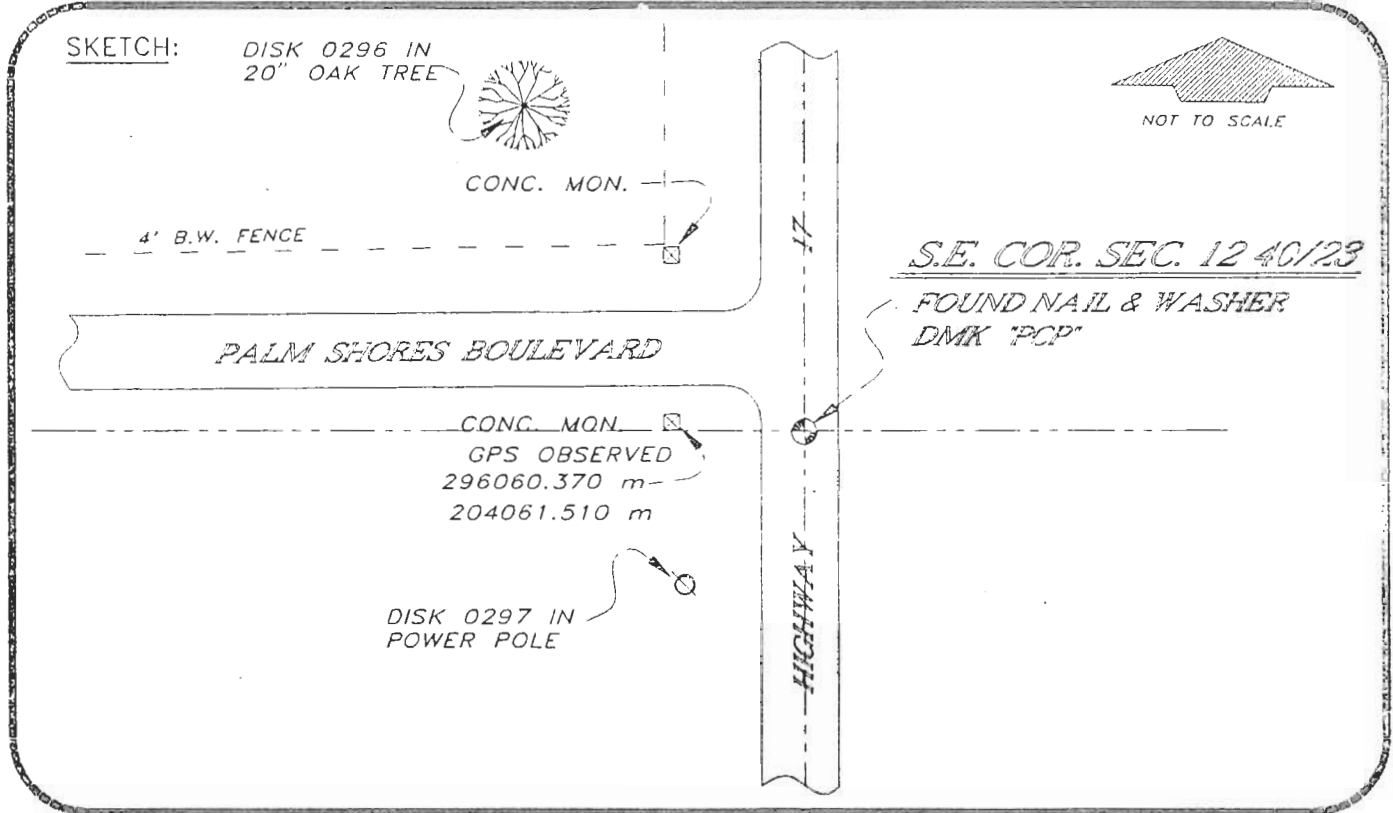 SKETCH:
DISK 0296 IN
20" OAK TREE
NOT TO SCALE
CONC. MON.
4' B.W. FENCE
17
S.E. COR. SEC. 12 40/23
FOUND NAIL & WASHER
DMK "PCP"
PALM SHORES BOULEVARD
CONC. MON.
GPS OBSERVED
296060.370 m
204061.510 m
HIGHWAY
DISK 0297 IN
POWER POLE